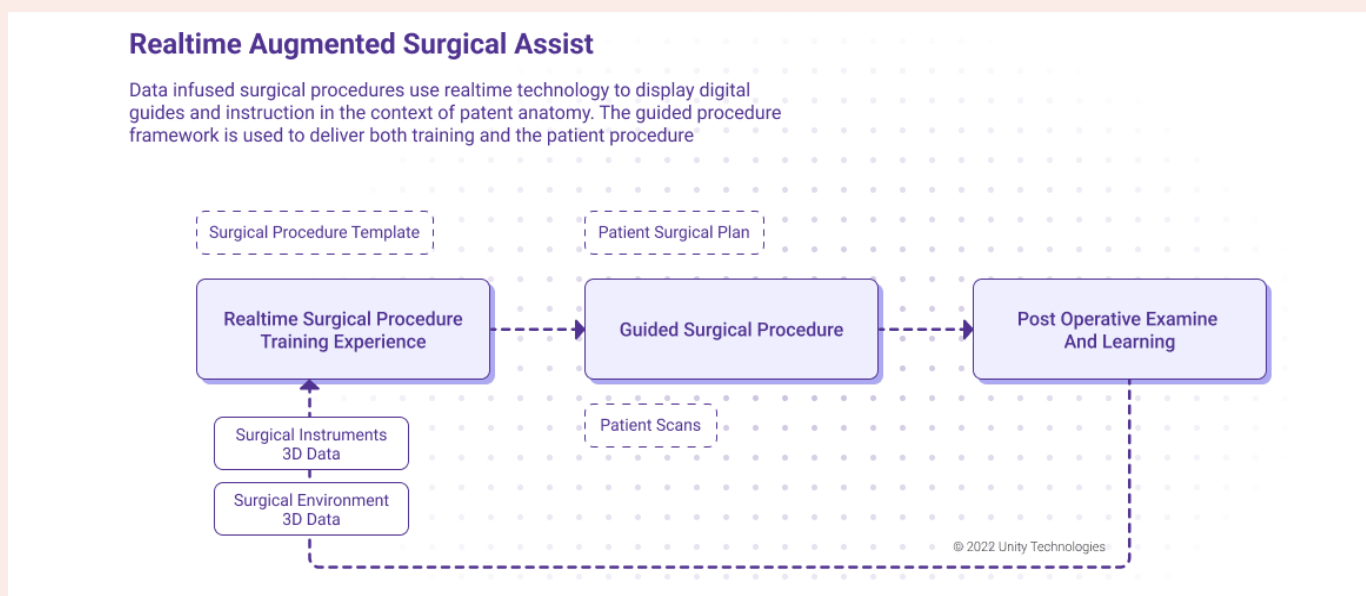 Realtime Augmented Surgical Assist
Data infused surgical procedures use realtime technology to display digital
guides and instruction in the context of patent anatomy. The guided procedure
framework is used to deliver both training and the patient procedure
Surgical Procedure Template
Patient Surgical Plan
Realtime Surgical Procedure
Training Experience
Guided Surgical Procedure
Post Operative Examine
And Learning
Surgical Instruments
3D Data
Patient Scans
Surgical Environment
3D Data
© 2022 Unity Technologies